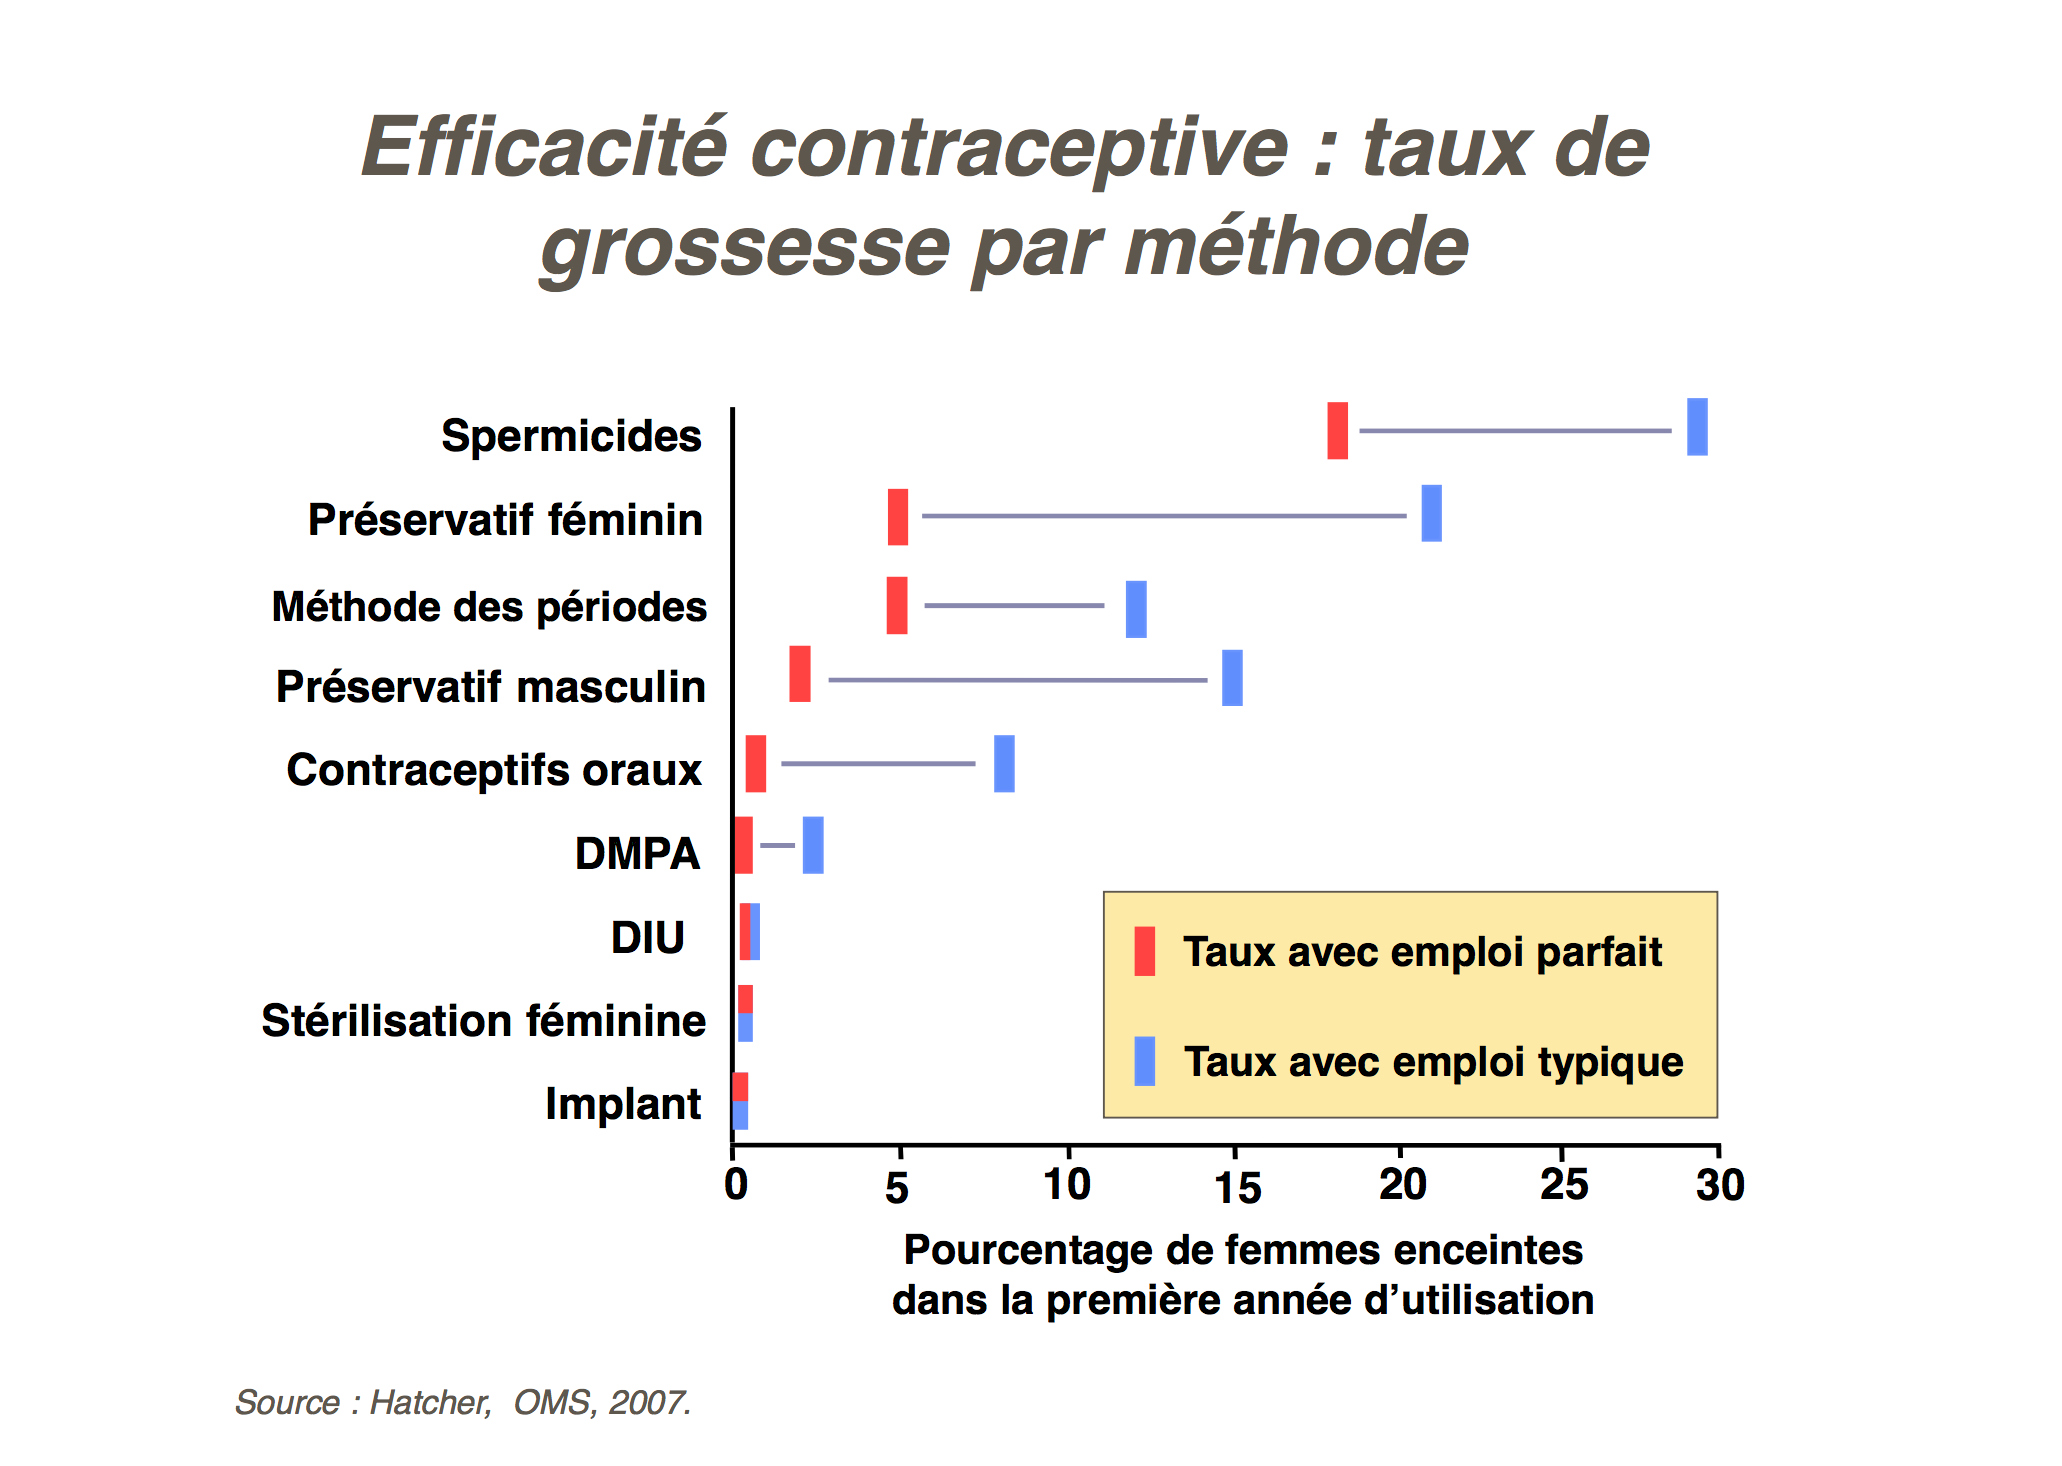 Efficacité contraceptive : taux de
grossesse par méthode
Spermicides
Préservatif féminin
Méthode des périodes
Préservatif masculin
Contraceptifs oraux
DMPA
DIU
Stérilisation féminine
Implant
Taux avec emploi parfait
Taux avec emploi typique
0 5 10 15 20 25 30
Pourcentage de femmes enceintes
dans la première année d’utilisation
Source : Hatcher, OMS, 2007.